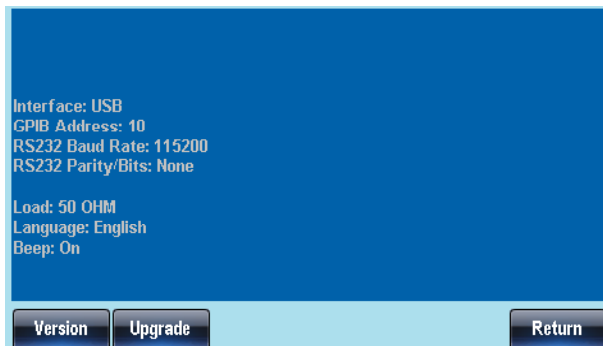 Interface: USB
GPIB Address: 10
RS232 Baud Rate: 115200
RS232 Parity/Bits: None
Load: 50 OHM
Language: English
Beep: On
Version Upgrade Return